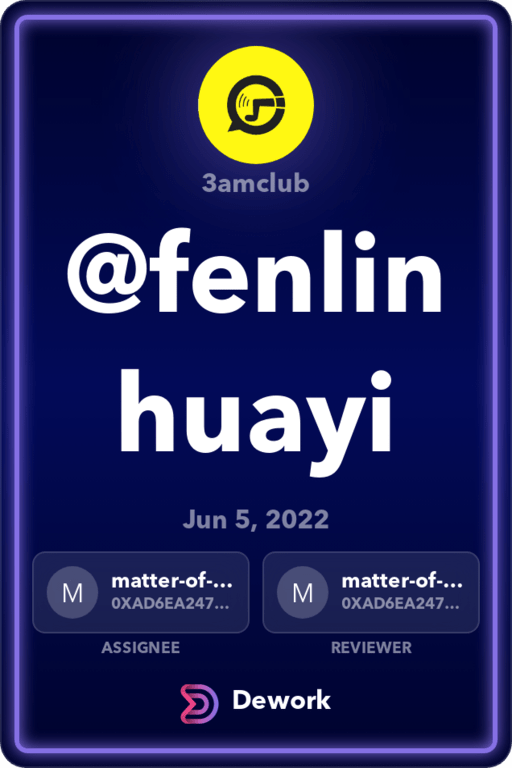 3amclub
@fenlin
huayi
Jun 5, 2022
M matter-of-... M matter-of-...
0XAD6EA247... 0XAD6EA247...
ASSIGNEE REVIEWER
Dework